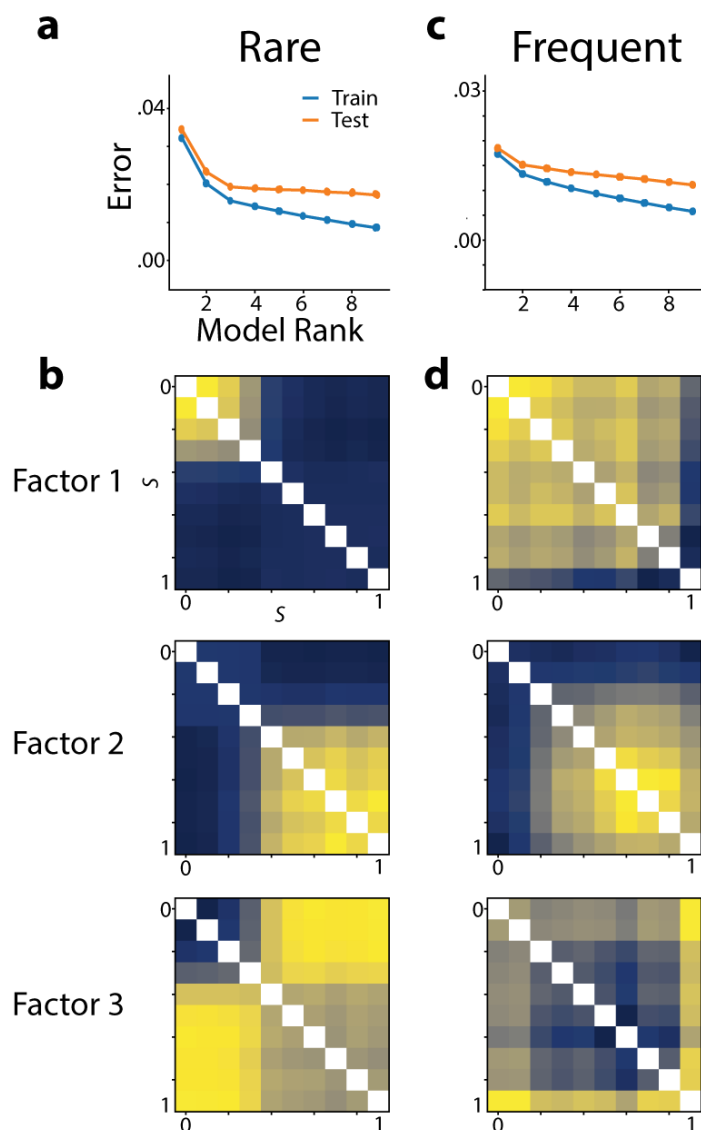 a
Rare
c
Frequent
.04
.00
Error
Train
Test
2 4 6 8
Model Rank
.03
.00
2 4 6 8
b
d
Factor 1
0
1
S
0 1
S
0
1
0 1
Factor 2
0
1
0 1
0
1
0 1
Factor 3
0
1
0 1
0
1
0 1